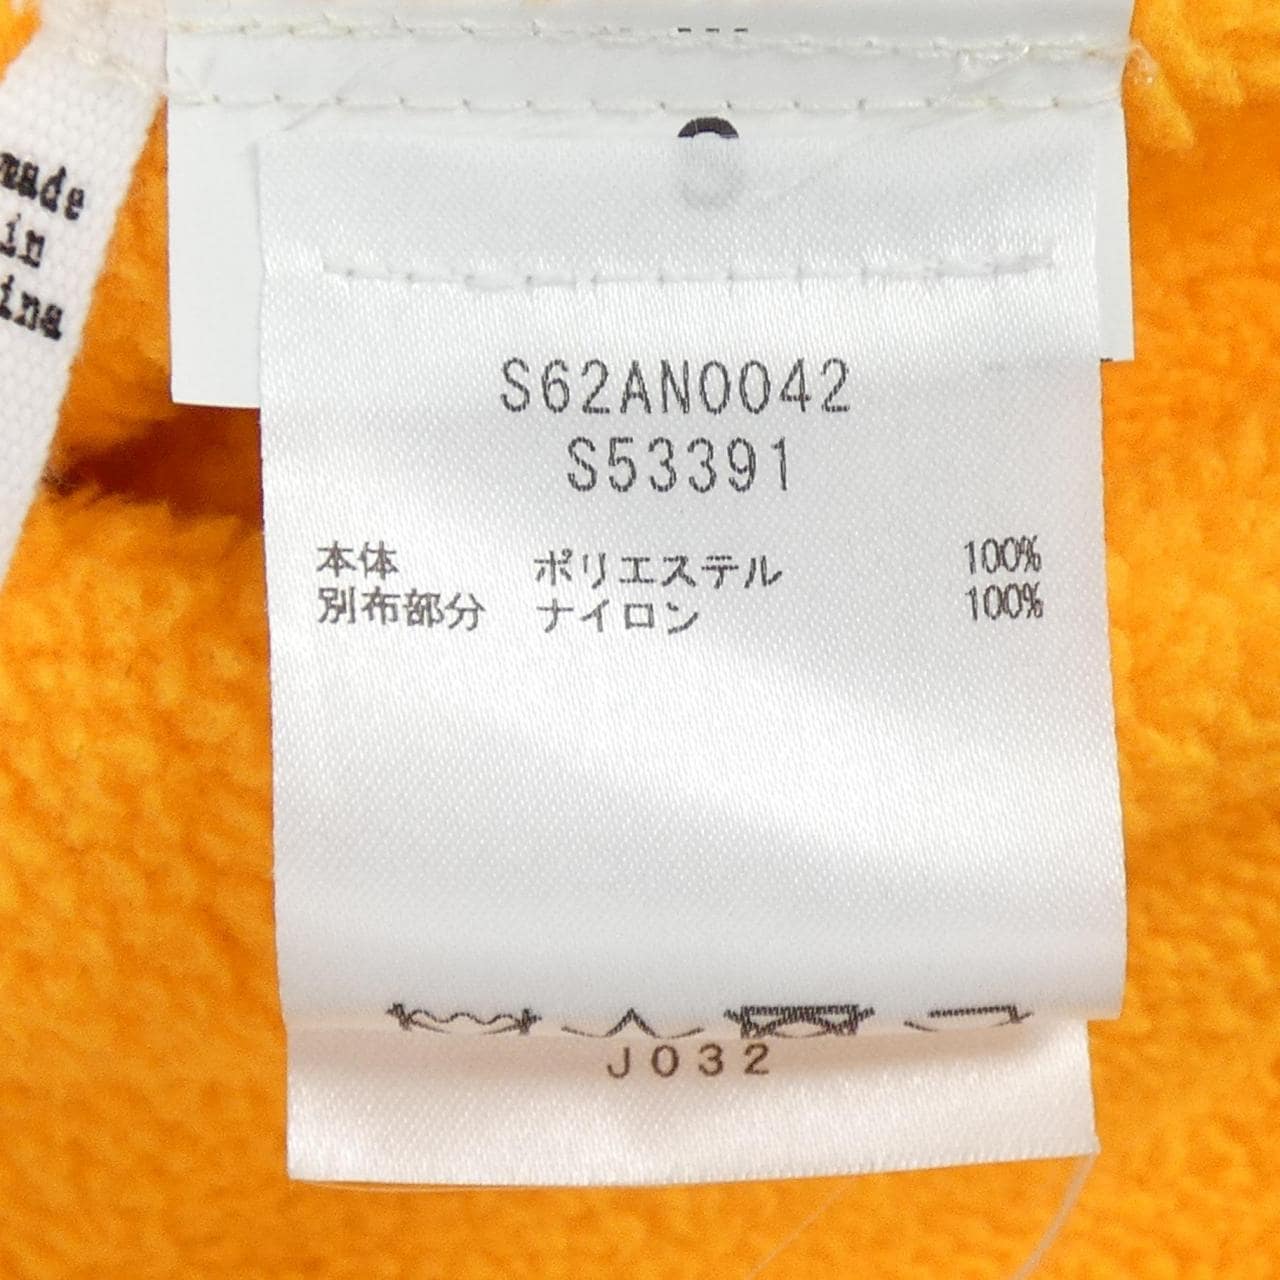 made
in
S62AN0042
S53391
本体 ポリエステル 100%
別布部分 ナイロン 100%
J032